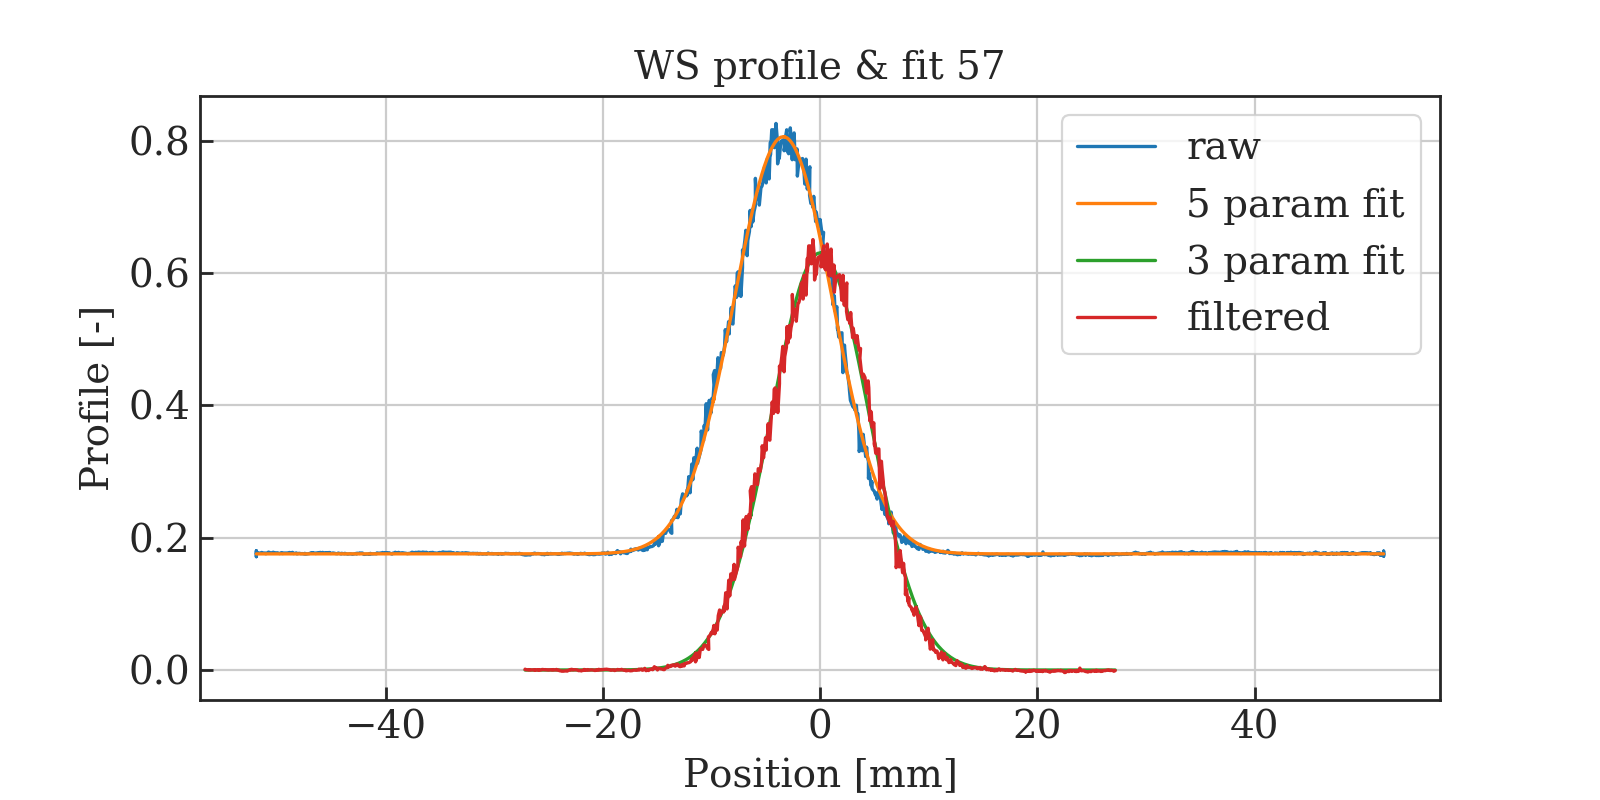 WS profile & fit 57
raw
5 param fit
3 param fit
filtered
Profile [-]
0.8
0.6
0.4
0.2
0.0
−40 −20 0 20 40
Position [mm]